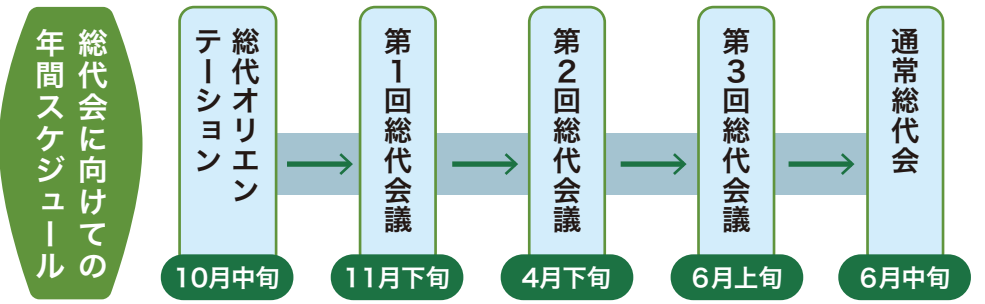 総代会に向けての
年間スケジュール
総代オリエン
テーション
10月中旬
第1回総代会議
11月下旬
第2回総代会議
4月下旬
第3回総代会議
6月上旬
通常総代会
6月中旬